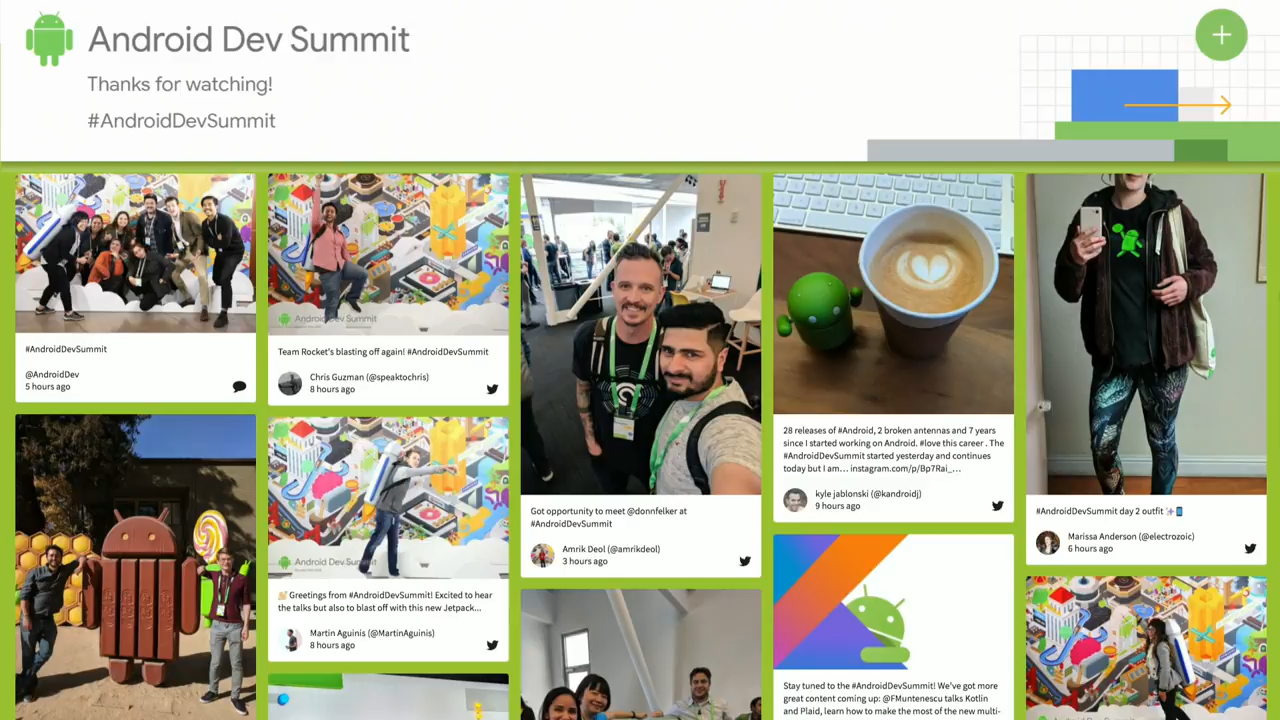 Android Dev Summit
Thanks for watching!
#AndroidDevSummit
#AndroidDevSummit
@AndroidDev
5 hours ago
Android Dev Summit
Team Rocket's blasting off again! #AndroidDevSummit
Chris Guzman (@speaktochris)
8 hours ago
Android Dev Summit
👋Greetings from #AndroidDevSummit! Excited to hear
the talks but also to blast off with this new Jetpack...
Martin Aguinis (@MartinAguinis)
8 hours ago
Got opportunity to meet @donnfelker at
#AndroidDevSummit
Amrik Deol (@amrikdeol)
3 hours ago
28 releases of #Android, 2 broken antennas and 7 years
since I started working on Android. #love this career . The
#AndroidDevSummit started yesterday and continues
today but I am… instagram.com/p/Bp7Rai_…
kyle jablonski (@kandroidj)
9 hours ago
Stay tuned to the #AndroidDevSummit! We've got more
great content coming up: @FMuntenescu talks Kotlin
and Plaid, learn how to make the most of the new multi-
#AndroidDevSummit day 2 outfit ✨📱
Marissa Anderson (@electrozoic)
6 hours ago